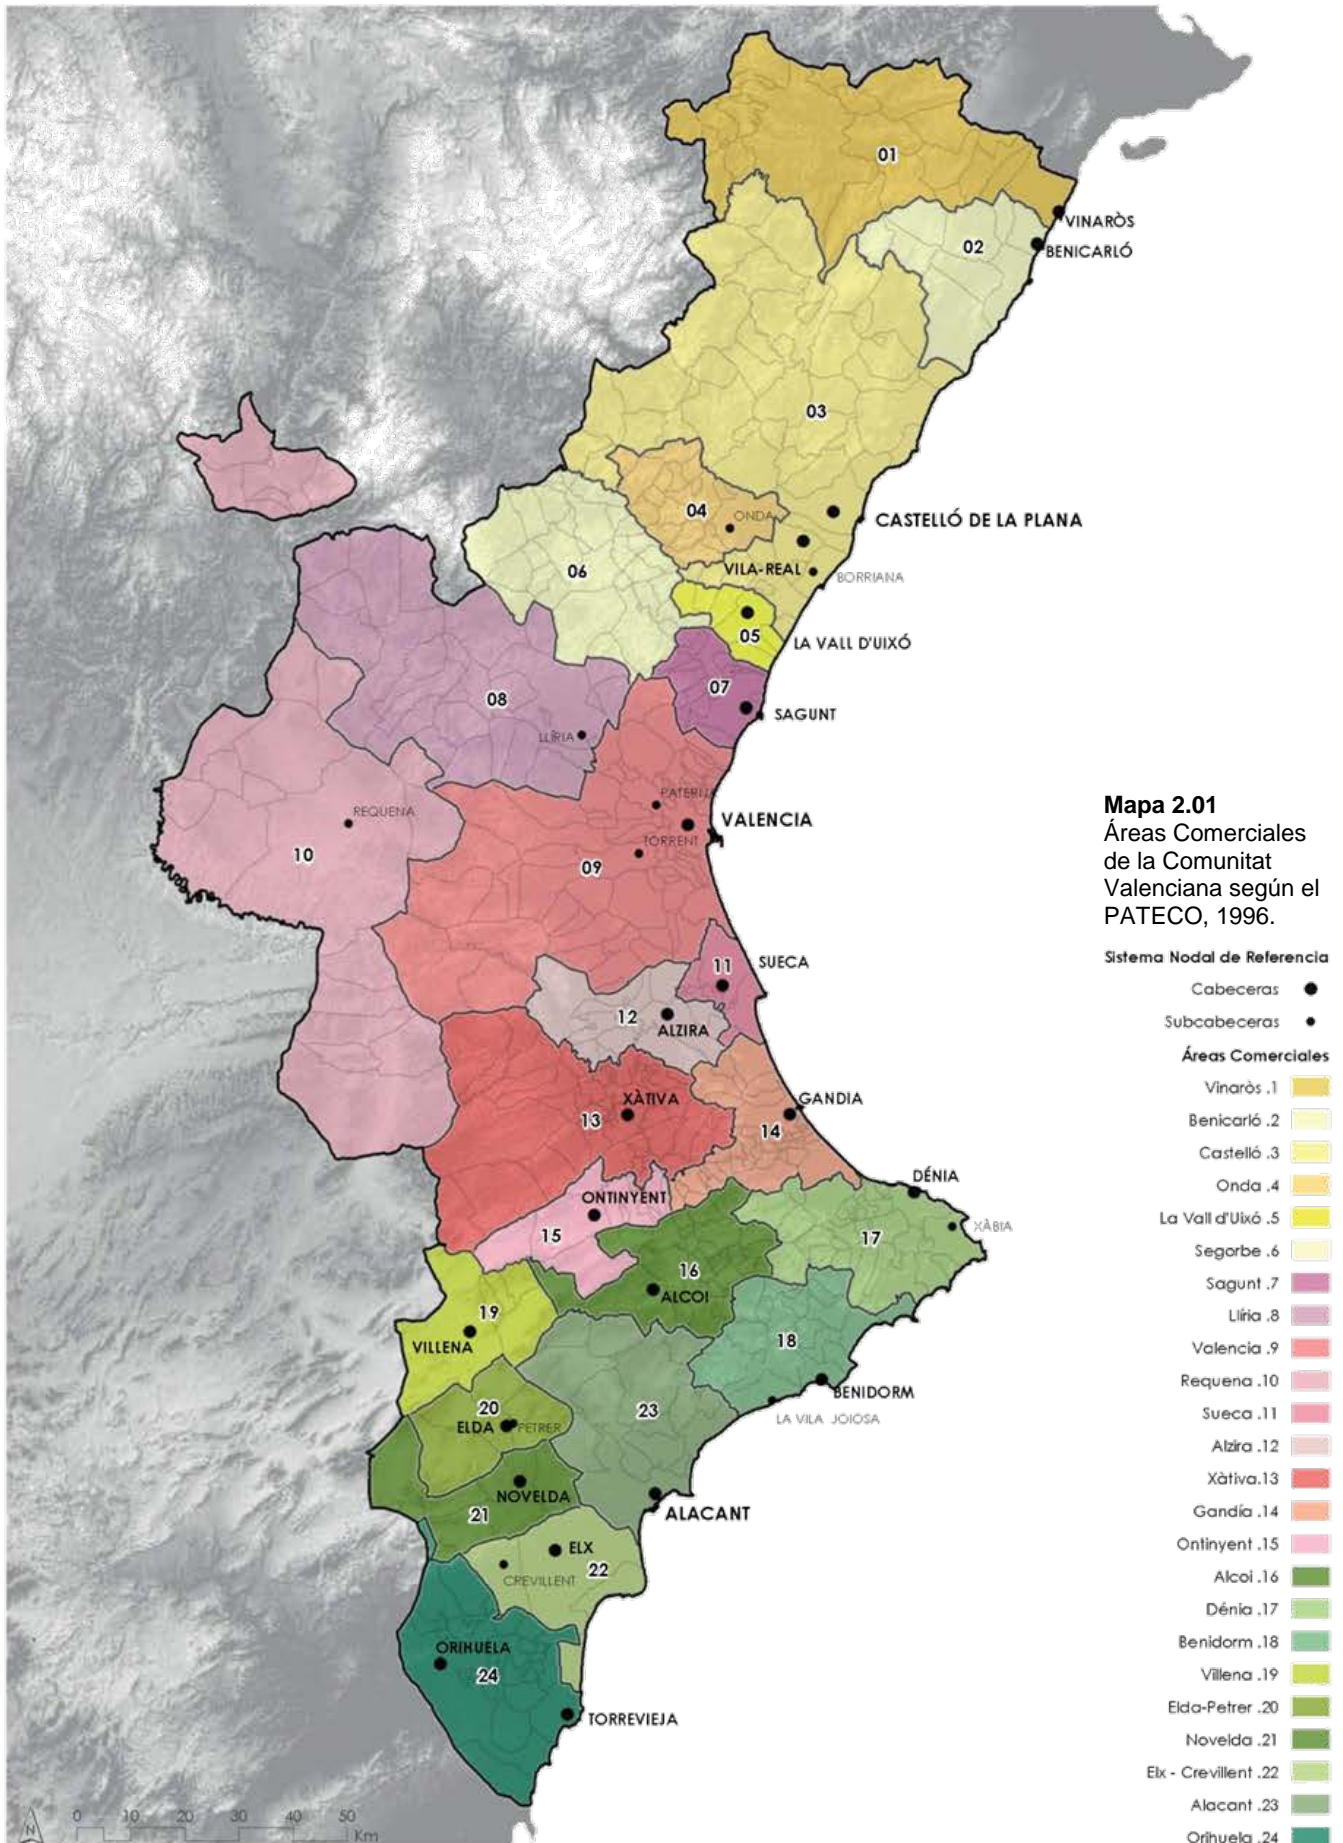 01
VINARÒS
02
BENICARLÓ
03
04
ONDA
CASTELLÓ DE LA PLANA
06
VILA-REAL
BORRIANA
05
LA VALL D'UIXÓ
07
08
SAGUNT
LLÍRIA
PATERNA
REQUENA
VALENCIA
TORRENT
10
09
Mapa 2.01
Áreas Comerciales
de la Comunitat
Valenciana según el
PATECO, 1996.
Sistema Nodal de Referencia
Cabeceras
Subcabeceras
Áreas Comerciales
Vinaròs .1
Benicarló .2
Castelló .3
Onda .4
La Vall d'Uixó .5
Segorbe .6
Sagunt .7
Llíria .8
Valencia .9
Requena .10
Sueca .11
Alzira .12
Xàtiva.13
Gandía .14
Ontinyent .15
Alcoi .16
Dénia .17
Benidorm .18
Villena .19
Elda-Petrer .20
Novelda .21
Elx - Crevillent .22
Alacant .23
Orihuela .24
11
SUECA
12
ALZIRA
XÀTIVA
GANDIA
13
14
DÉNIA
ONTINYENT
XÀBIA
15
17
16
ALCOI
19
VILLENA
18
BENIDORM
20
23
LA VILA JOIOSA
ELDA
PETRER
NOVELDA
21
ALACANT
ELX
22
CREVILLENT
ORIHUELA
24
TORREVIEJA
N
0 10 20 30 40 50
Km